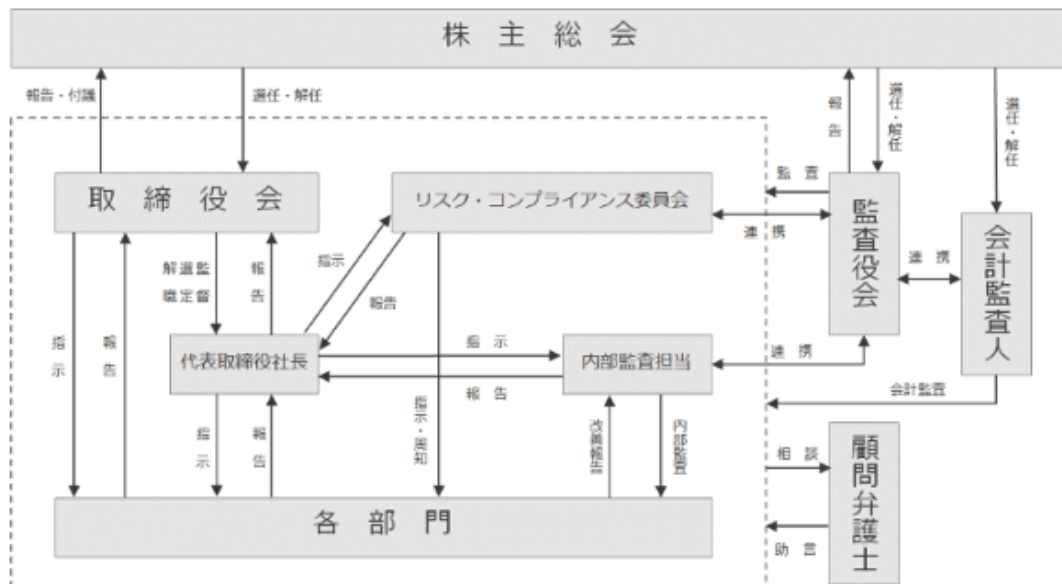 株主総会
報告・付議
選任・解任
報告
選任・解任
選任・解任
取締役会
リスク・コンプライアンス委員会
監査
監査役会
会計監査人
連携
連携
解選監
職定督
報告
指示
報告
指示
報告
代表取締役社長
指示
報告
内部監査担当
連携
会計監査
指示
報告
指示・周知
改善報告
内部監査
相談
顧問弁護士
助言
各部門